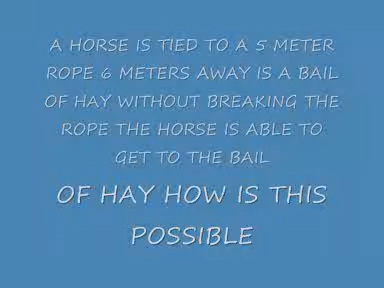 A HORSE IS TIED TO A 5 METER
ROPE 6 METERS AWAY IS A BAIL
OF HAY WITHOUT BREAKING THE
ROPE THE HORSE IS ABLE TO
GET TO THE BAIL
OF HAY HOW IS THIS
POSSIBLE